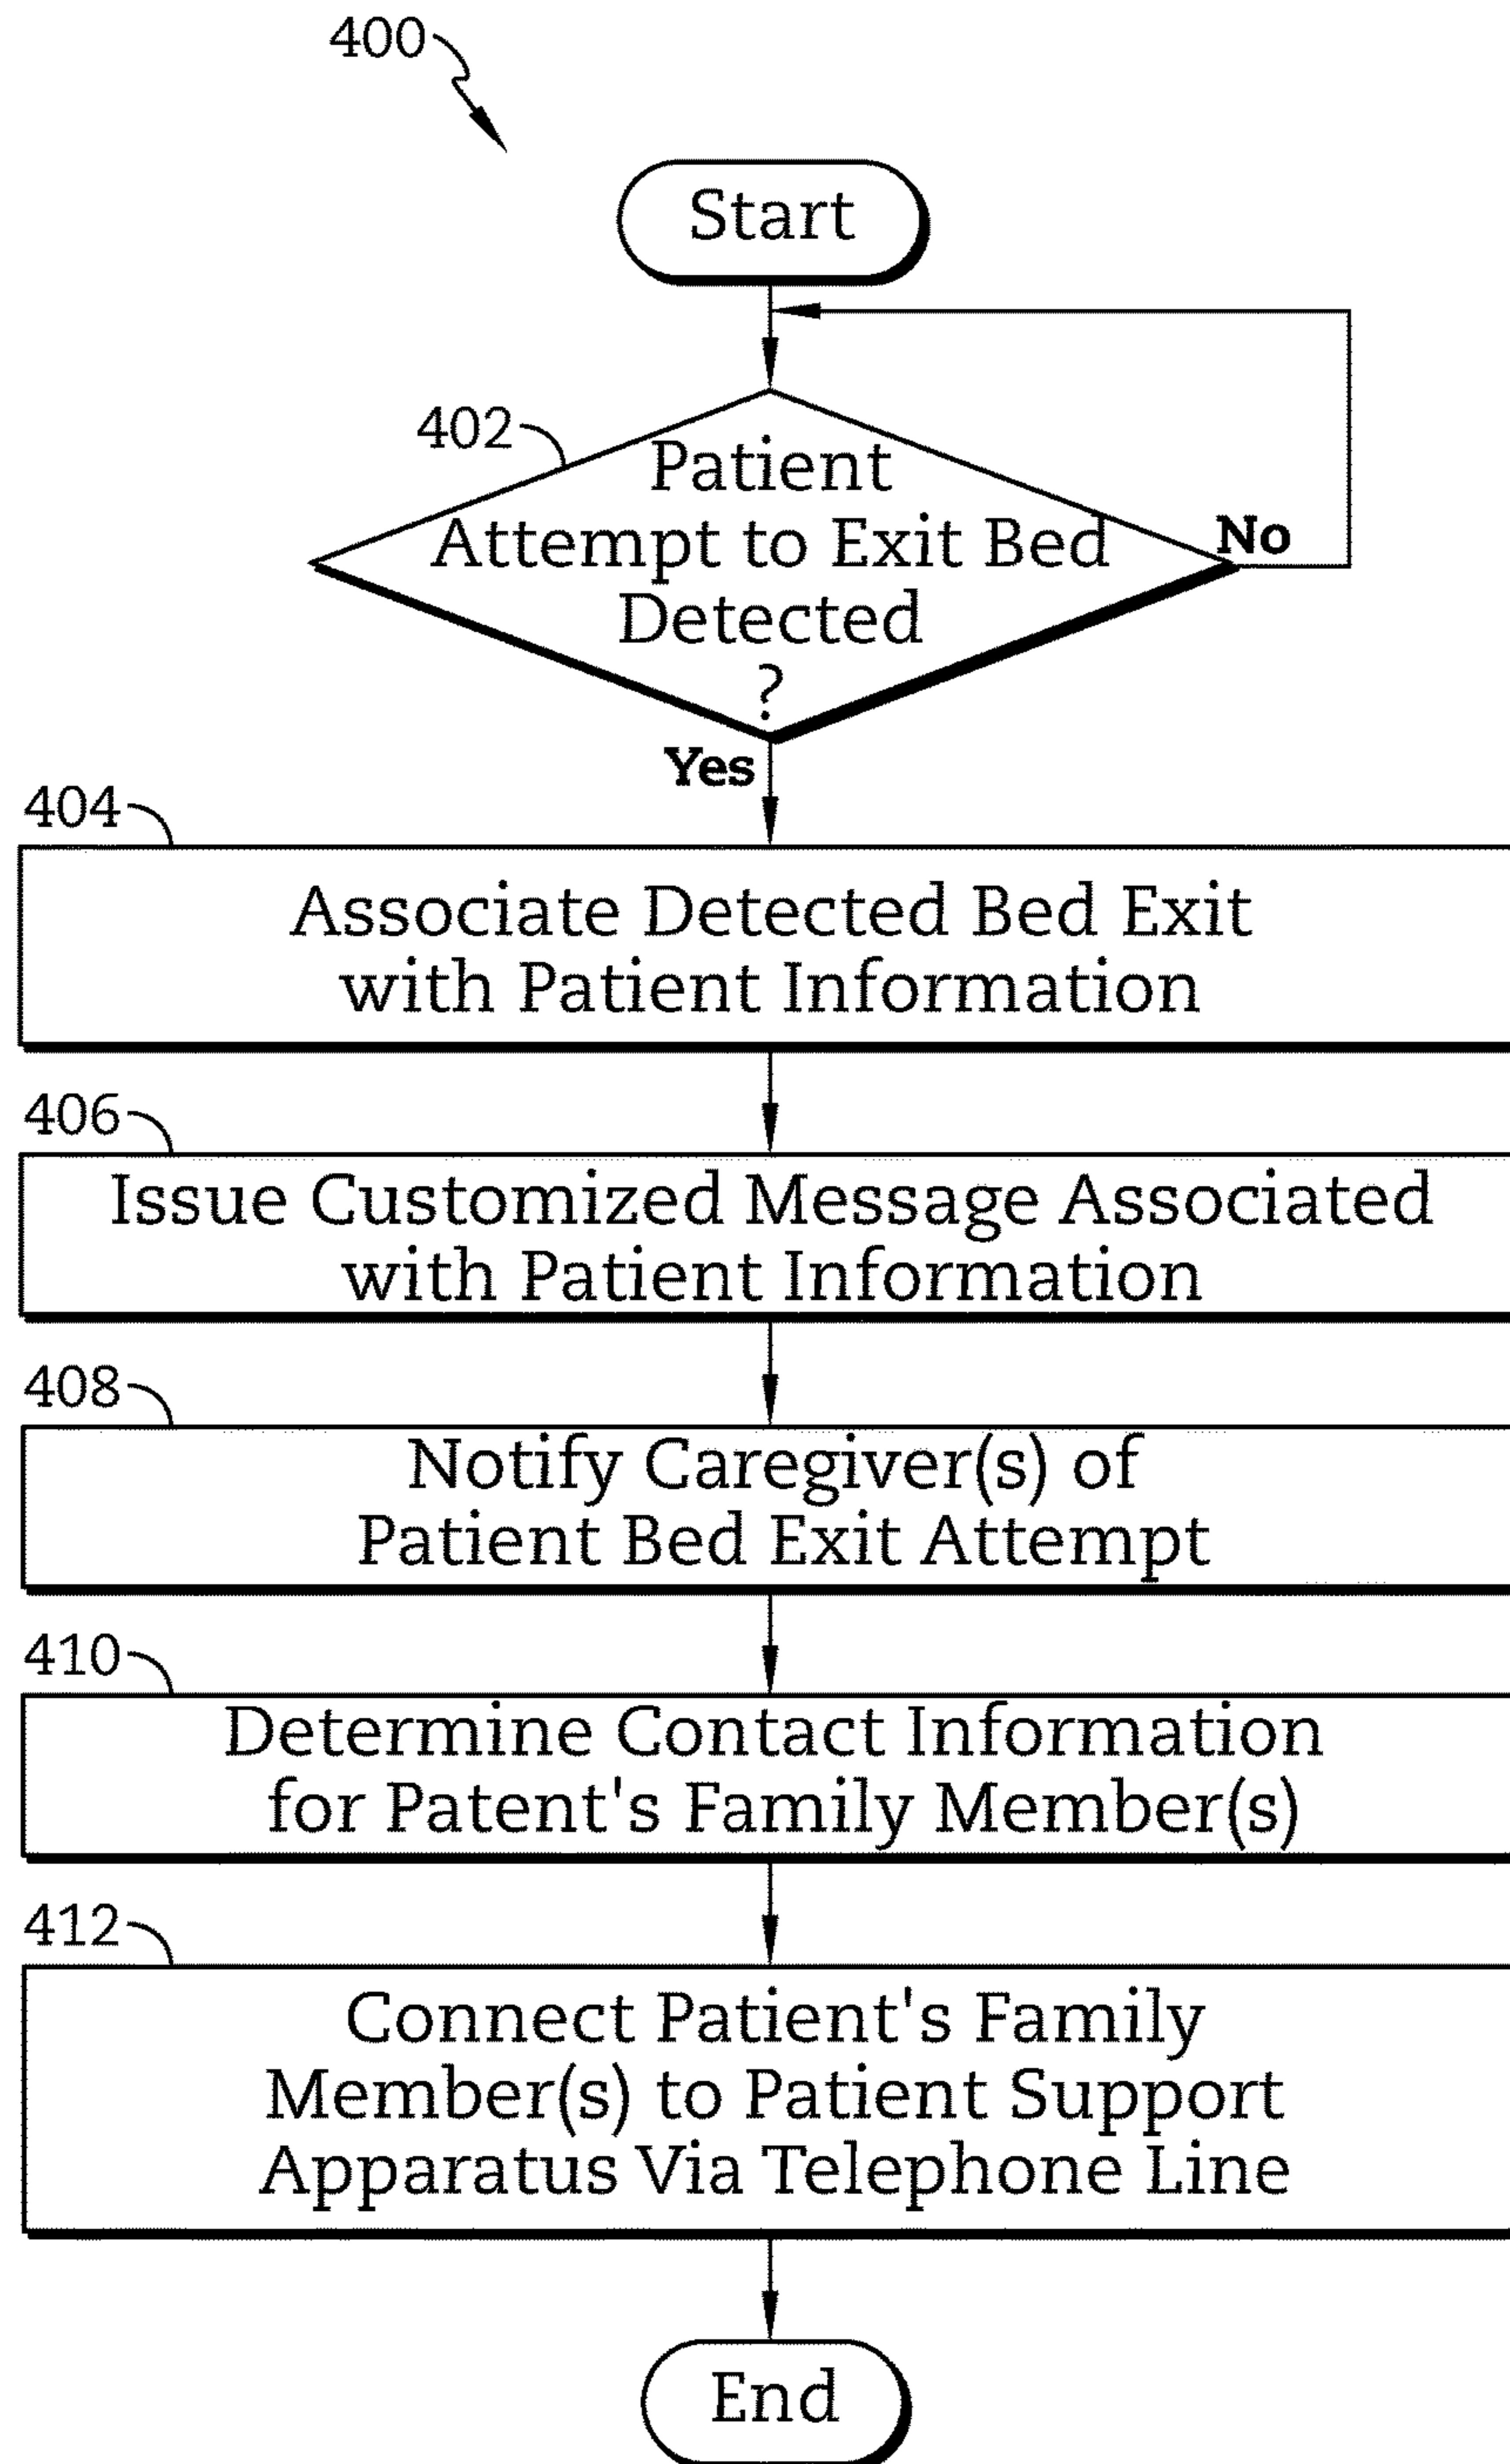 400
Start
402
Patient
Attempt to Exit Bed
Detected
?
No
Yes
404
Associate Detected Bed Exit
with Patient Information
406
Issue Customized Message Associated
with Patient Information
408
Notify Caregiver(s) of
Patient Bed Exit Attempt
410
Determine Contact Information
for Patent's Family Member(s)
412
Connect Patient's Family
Member(s) to Patient Support
Apparatus Via Telephone Line
End